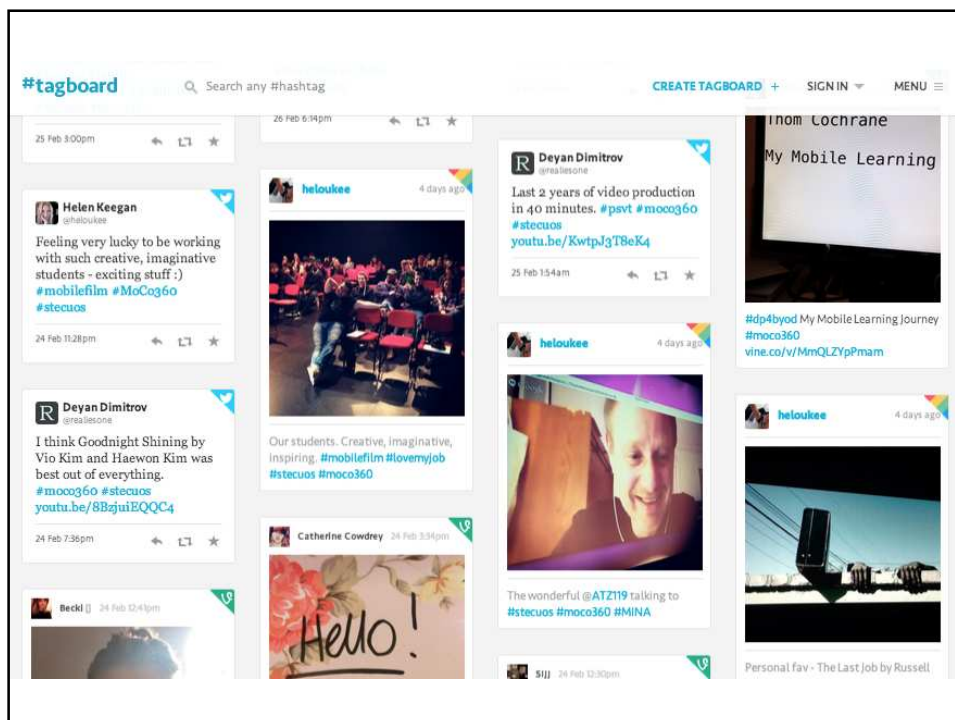 #tagboard
Search any #hashtag
CREATE TAGBOARD +
SIGN IN
MENU
25 Feb 3:00pm
Helen Keegan
@heloukee
Feeling very lucky to be working
with such creative, imaginative
students - exciting stuff :)
#mobilefilm #MoCo360
#stecuos
24 Feb 11:28pm
R
Deyan Dimitrov
@realiesone
I think Goodnight Shining by
Vio Kim and Haewon Kim was
best out of everything.
#moco360 #stecuos
youtu.be/8BzjuiEQQC4
24 Feb 7:36pm
Becki [] 24 Feb 12:41pm
26 Feb 6:14pm
heloukee
4 days ago
Our students. Creative, imaginative,
inspiring. #mobilefilm #lovemyjob
#stecuos #moco360
Catherine Cowdrey 24 Feb 3:34pm
Hello!
R
Deyan Dimitrov
@realiesone
Last 2 years of video production
in 40 minutes. #psvt #moco360
#stecuos
youtu.be/KwtpJ3T8eK4
25 Feb 1:54am
heloukee
4 days ago
The wonderful @ATZ119 talking to
#stecuos #moco360 #MINA
SIJJ 24 Feb 12:30pm
Thom Cochrane
My Mobile Learning
#dp4byod My Mobile Learning Journey
#moco360
vine.co/v/MmQLZYpPmam
heloukee
4 days ago
Personal fav - The Last Job by Russell